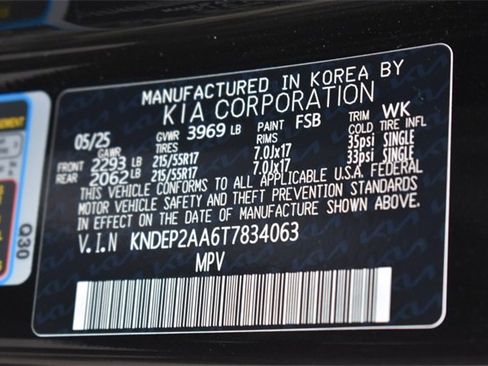 MANUFACTURED IN KOREA BY
KIA CORPORATION
05/25 GVWR 3969 LB PAINT FSB TRIM WK
GAWR TIRES RIMS COLD TIRE INFL
FRONT 2293 LB 215/55R17 7.0Jx17 35psi SINGLE
REAR 2062 LB 215/55R17 7.0Jx17 33psi SINGLE
THIS VEHICLE CONFORMS TO ALL APPLICABLE U.S.A. FEDERAL
MOTOR VEHICLE SAFETY AND THEFT PREVENTION STANDARDS
IN EFFECT ON THE DATE OF MANUFACTURE SHOWN ABOVE.
V.I.N KNDEP2AA6T7834063
MPV
Q30